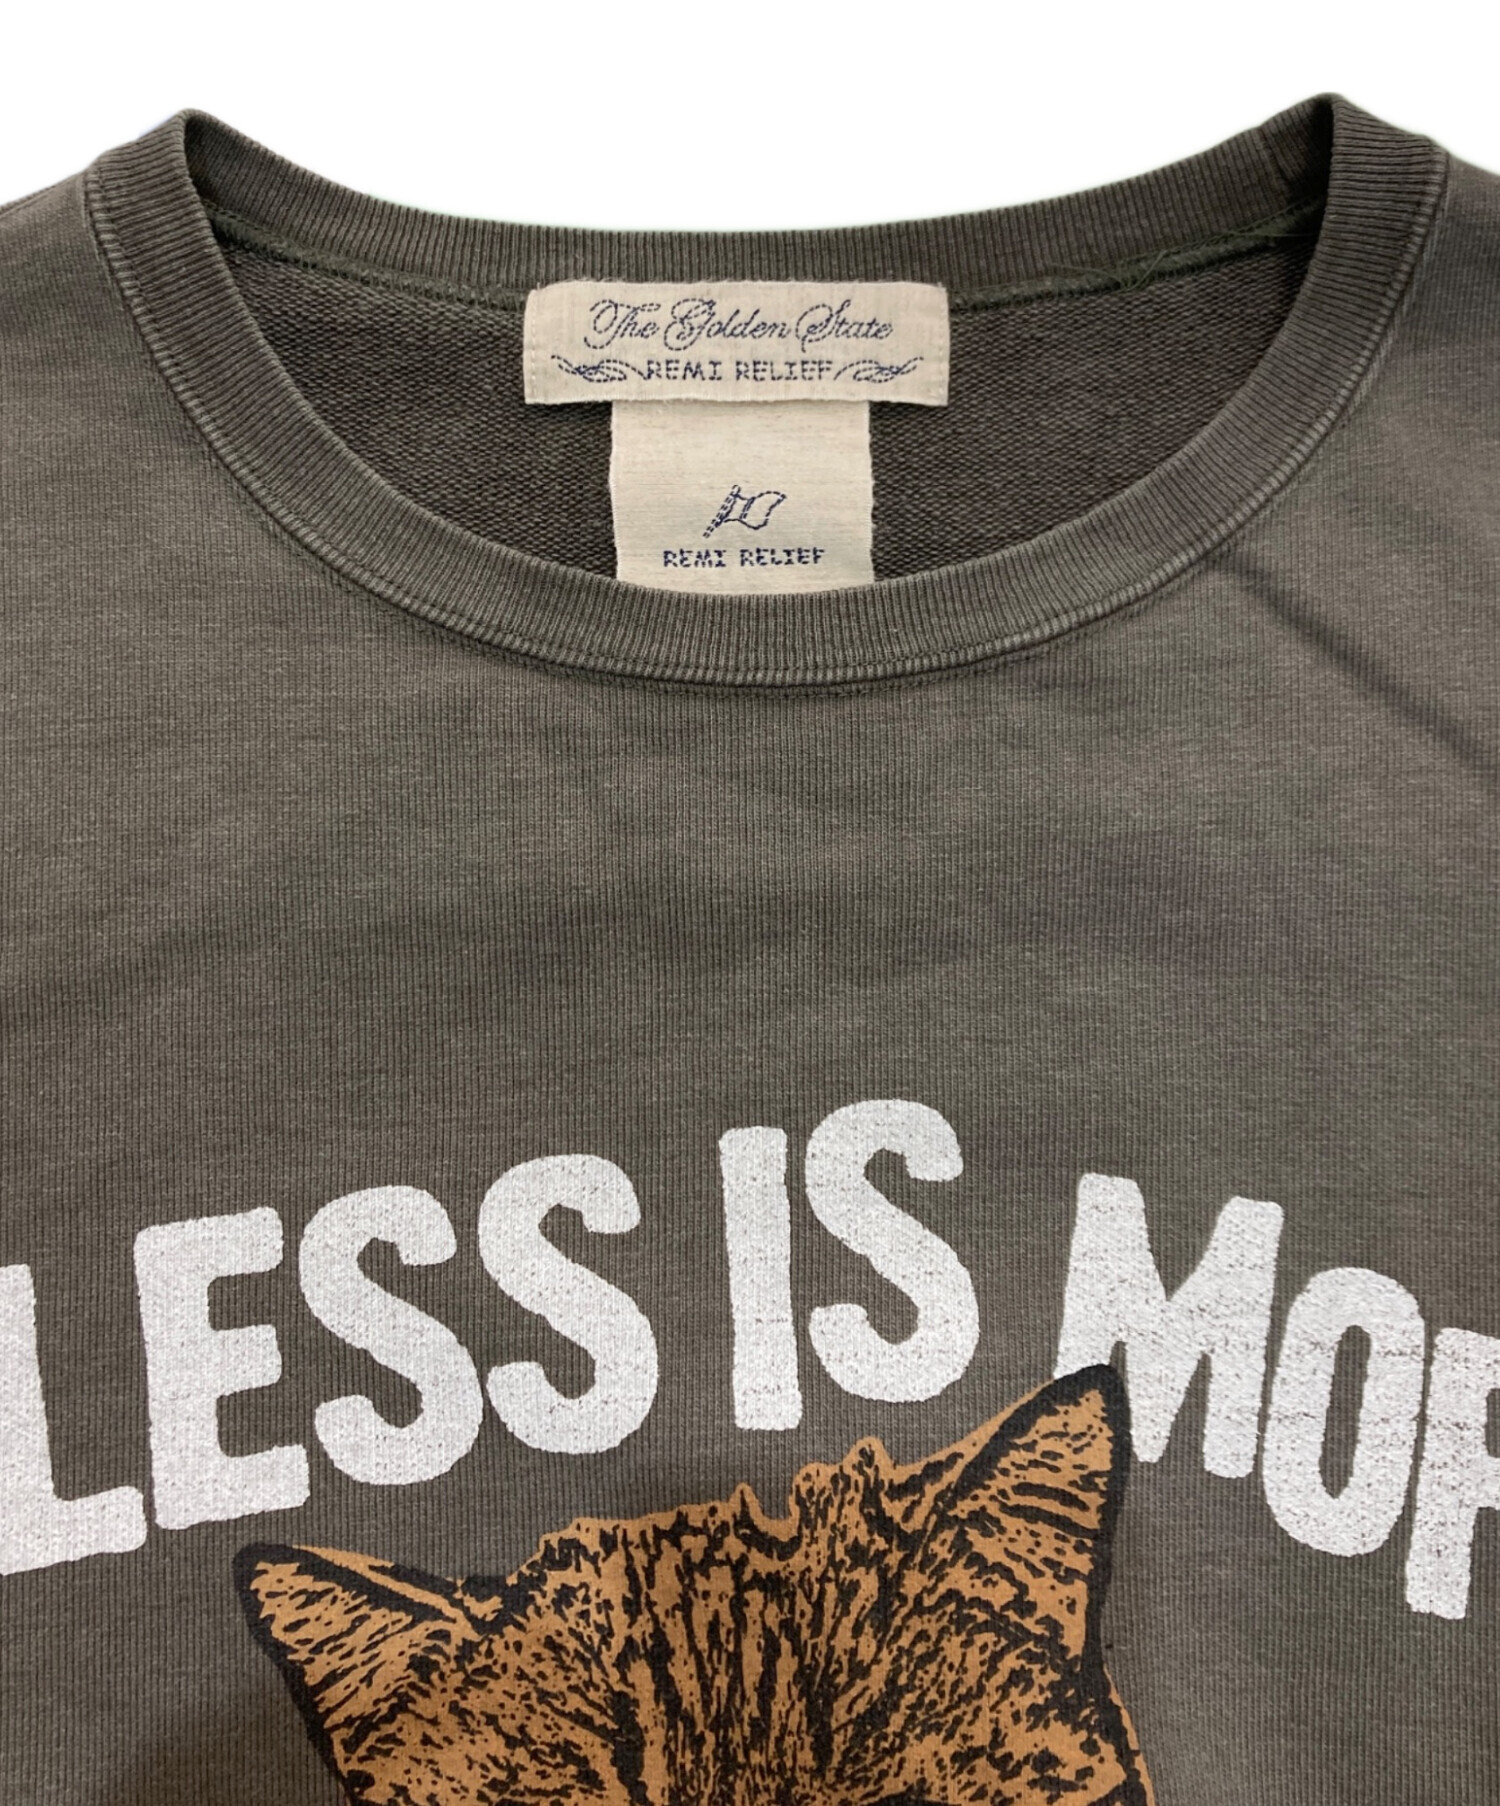 The Golden State
REMI RELIEF
REMI RELIEF
LESS IS MOR